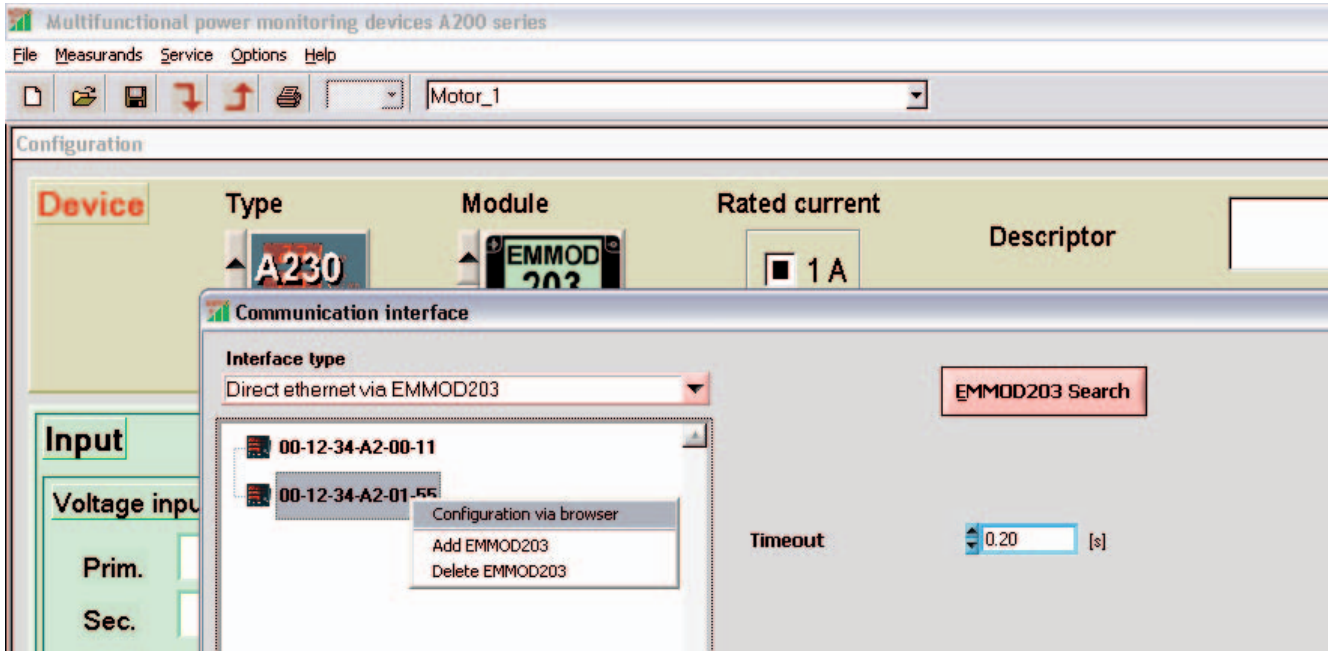 Multifunctional power monitoring devices A200 series
File Measurands Service Options Help
Motor_1
Configuration
Device Type Module Rated current
Descriptor
A230 EMMOD 1 A
203
Communication interface
Interface type
Direct ethernet via EMMOD203
EMMOD203 Search
Input
00-12-34-A2-00-11
00-12-34-A2-01-55
Voltage inpu
Configuration via browser
Add EMMOD203
Delete EMMOD203
Timeout 0.20 [s]
Prim.
Sec.